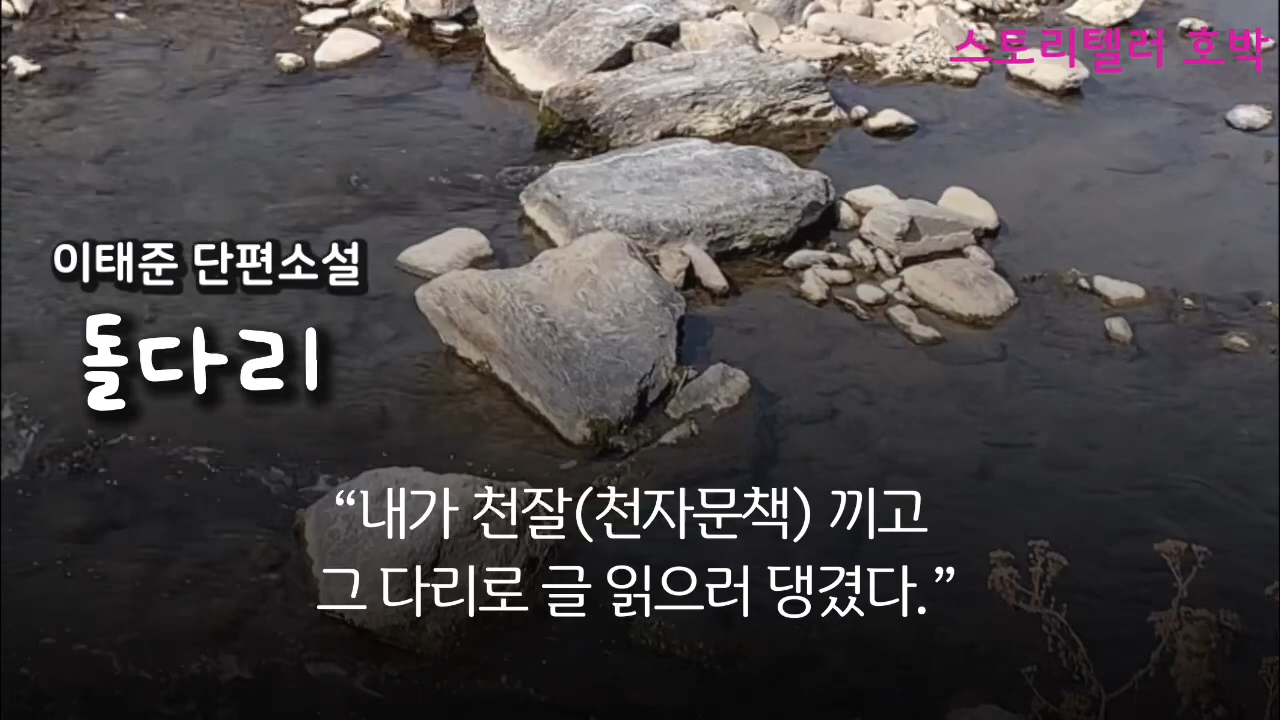 스토리텔러 호박
이태준 단편소설
돌다리
“내가 천잘(천자문책) 끼고
그 다리로 글 읽으러 댕겼다.”